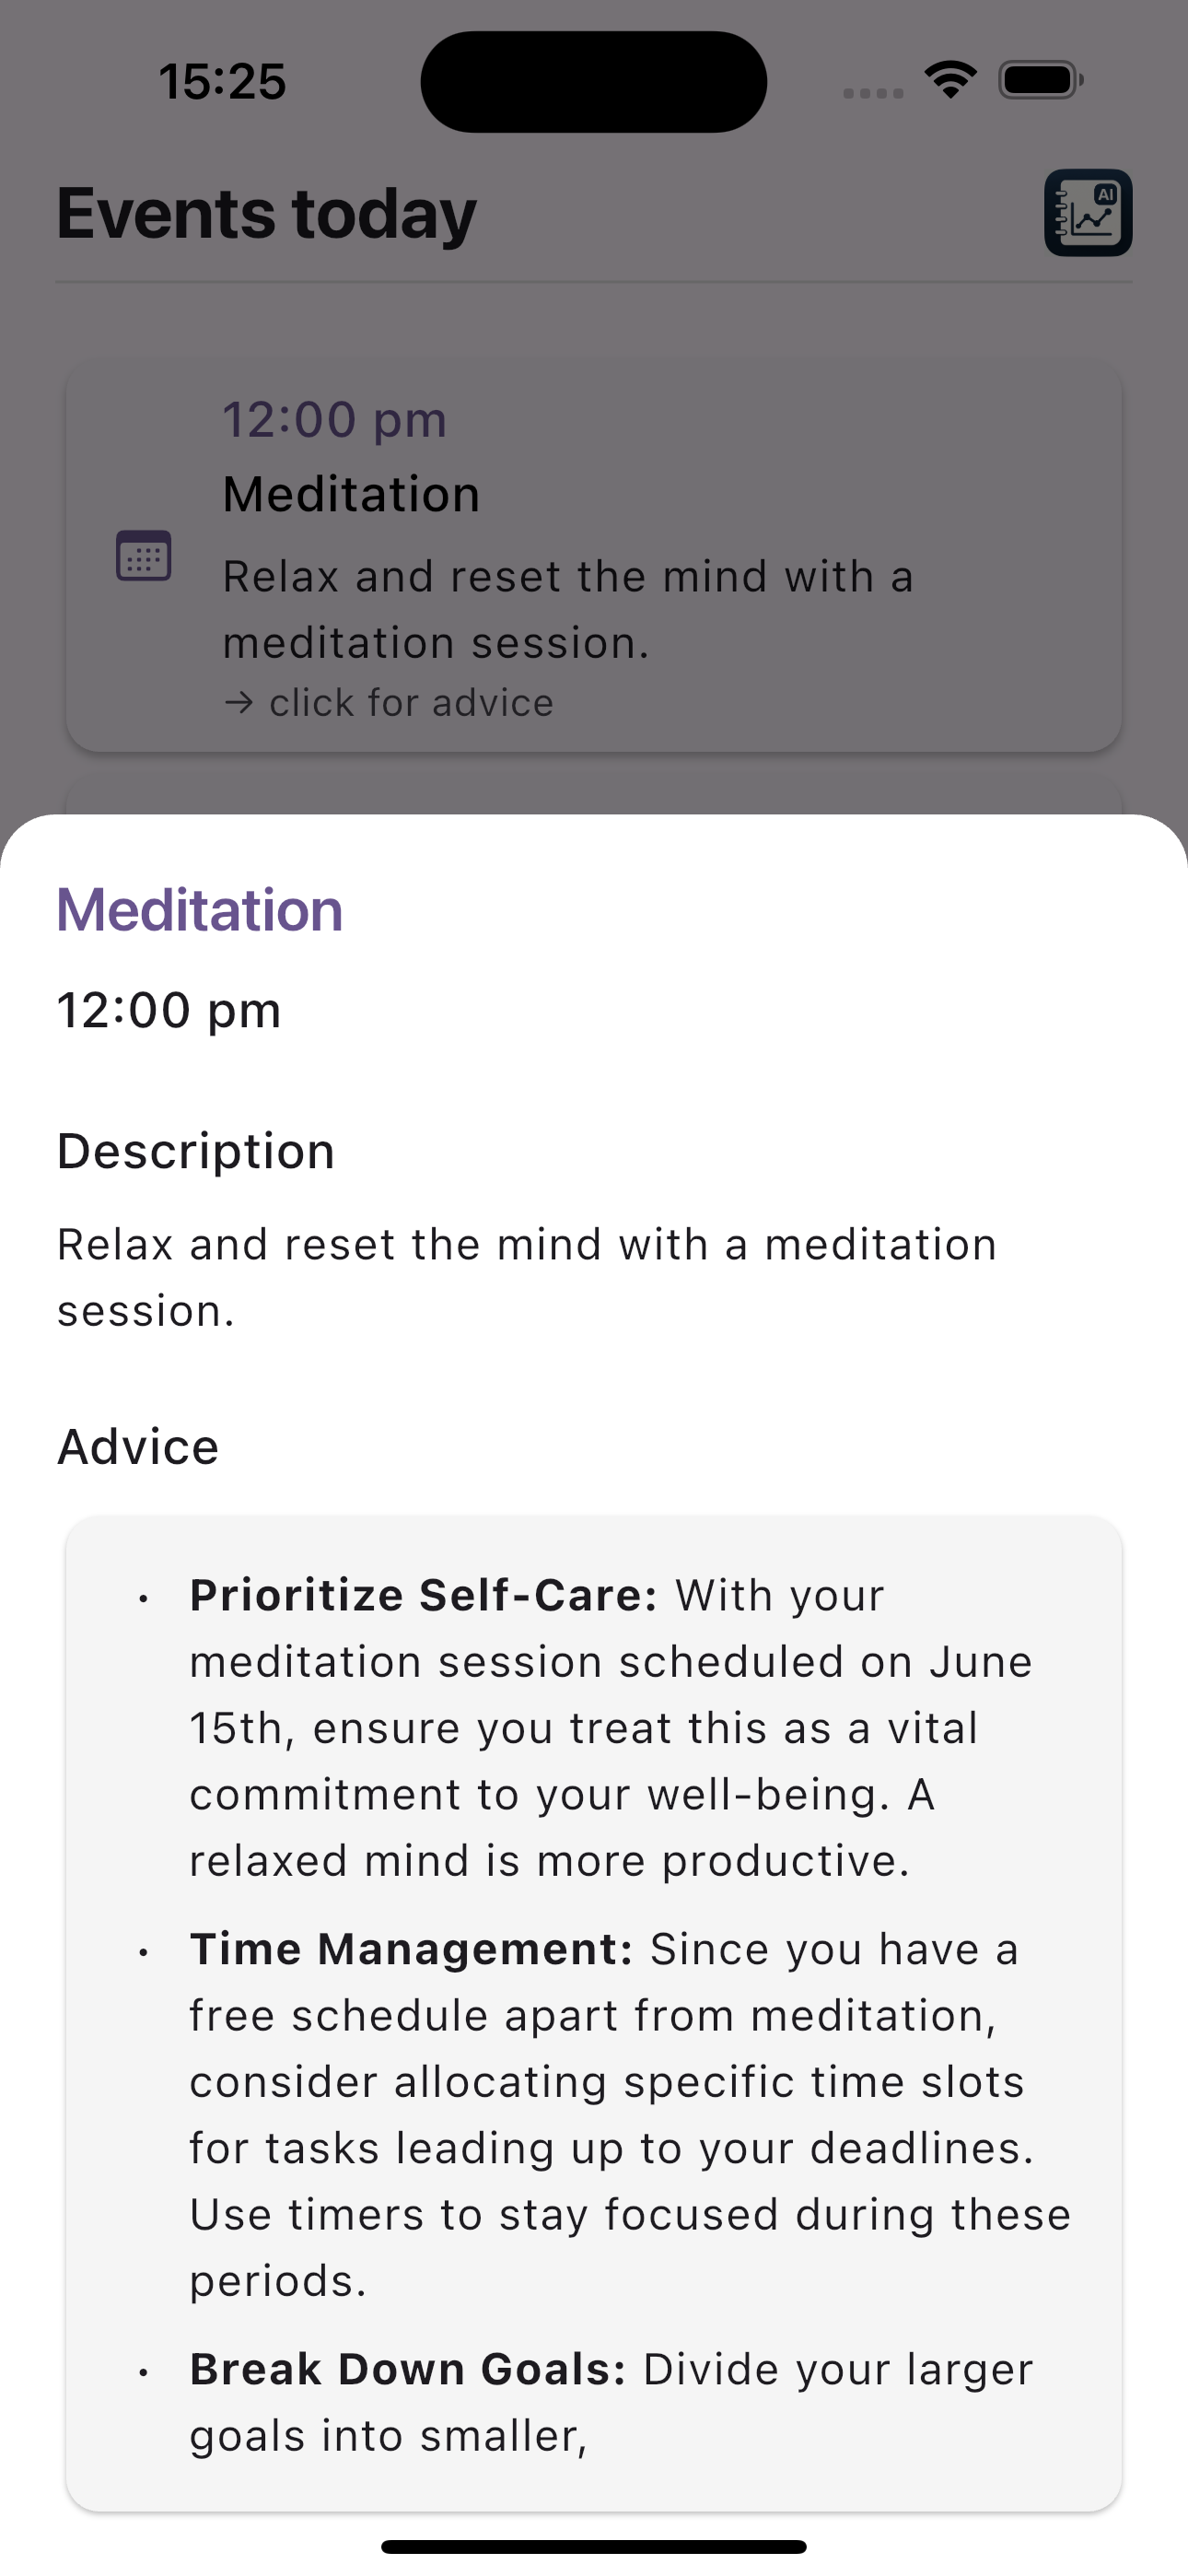 15:25
Events today
AI
12:00 pm
Meditation
Relax and reset the mind with a
meditation session.
→ click for advice
Meditation
12:00 pm
Description
Relax and reset the mind with a meditation
session.
Advice
• Prioritize Self-Care: With your
meditation session scheduled on June
15th, ensure you treat this as a vital
commitment to your well-being. A
relaxed mind is more productive.
• Time Management: Since you have a
free schedule apart from meditation,
consider allocating specific time slots
for tasks leading up to your deadlines.
Use timers to stay focused during these
periods.
• Break Down Goals: Divide your larger
goals into smaller,